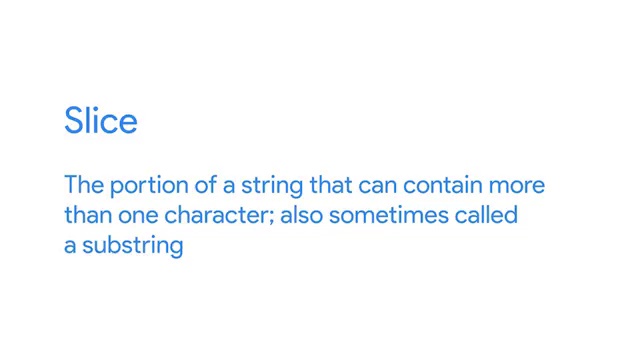 Slice
The portion of a string that can contain more
than one character; also sometimes called
a substring